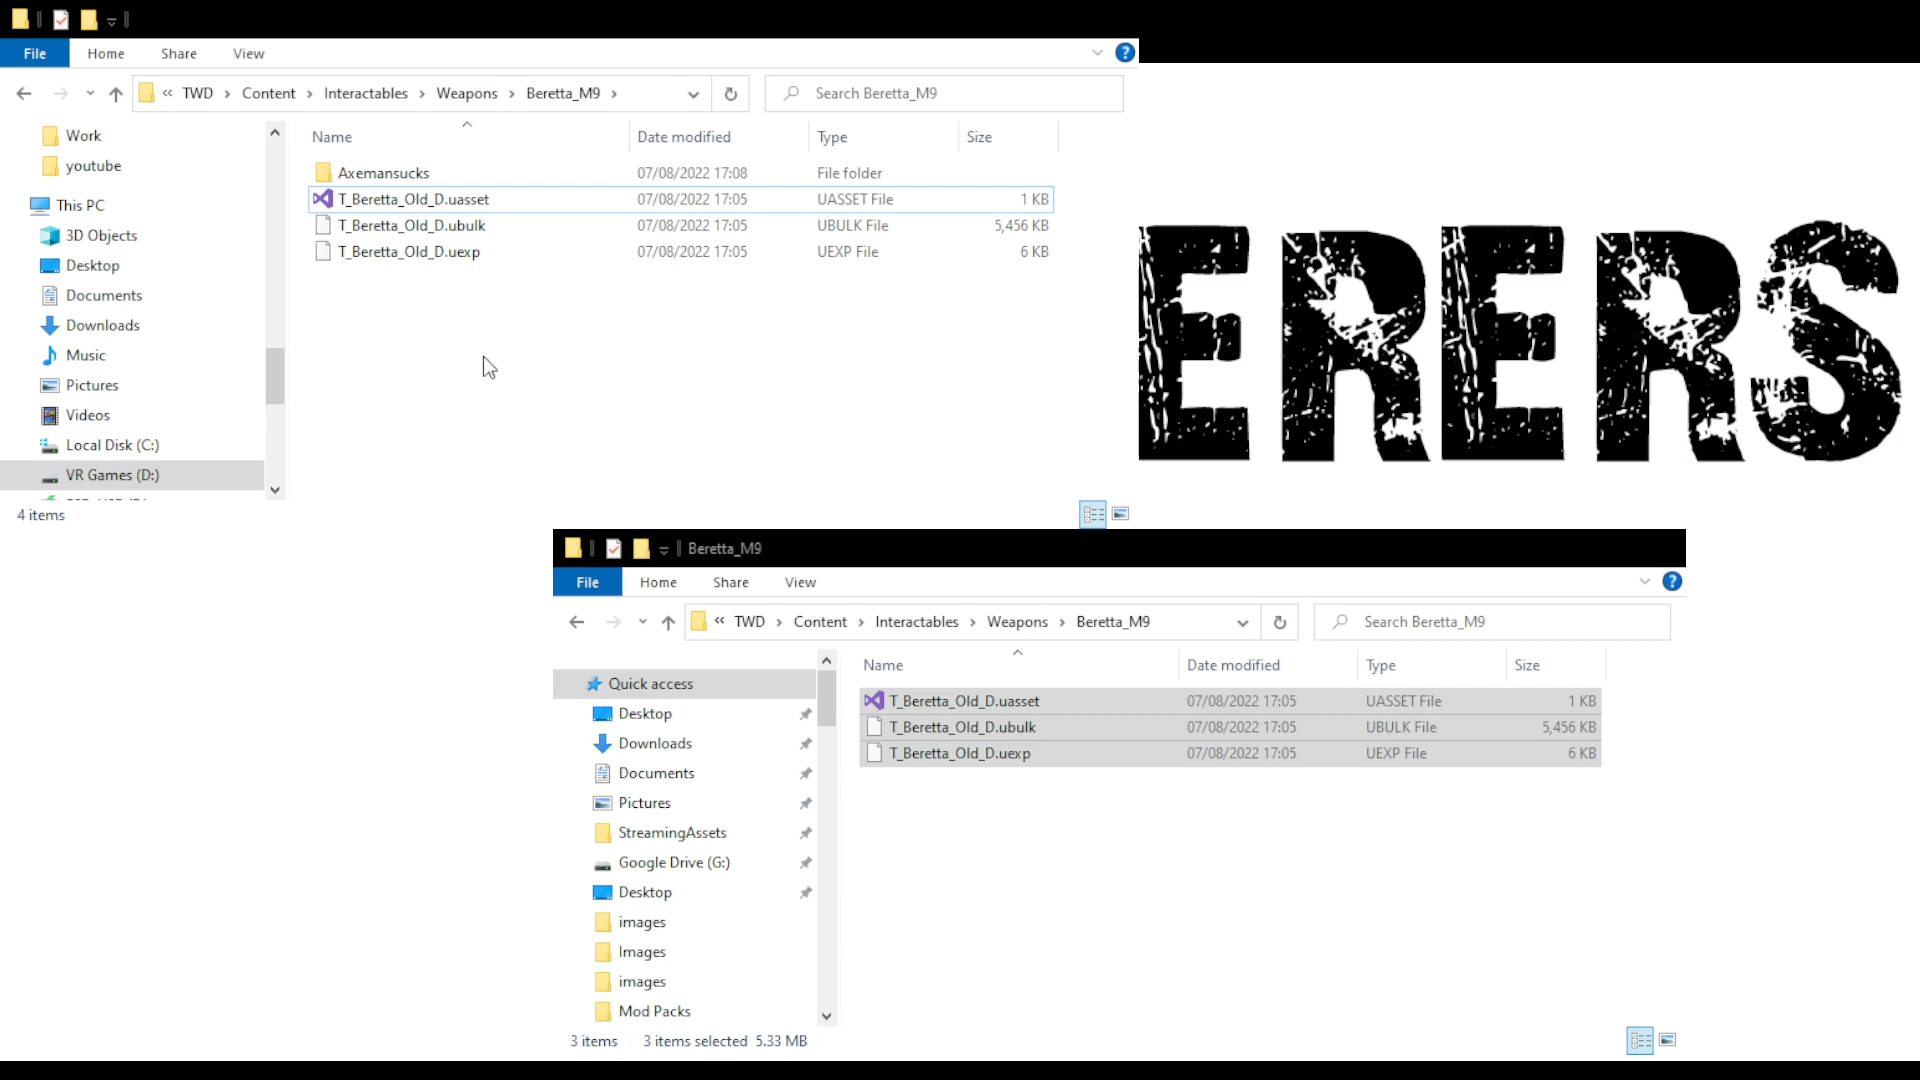 File Home Share View
« TWD › Content › Interactables › Weapons › Beretta_M9 › Search Beretta_M9
Work
youtube
This PC
3D Objects
Desktop
Documents
Downloads
Music
Pictures
Videos
Local Disk (C:)
VR Games (D:)
4 items
Name Date modified Type Size
Axemansucks 07/08/2022 17:08 File folder
T_Beretta_Old_D.uasset 07/08/2022 17:05 UASSET File 1 KB
T_Beretta_Old_D.ubulk 07/08/2022 17:05 UBULK File 5,456 KB
T_Beretta_Old_D.uexp 07/08/2022 17:05 UEXP File 6 KB
ERERS
Beretta_M9
File Home Share View
« TWD › Content › Interactables › Weapons › Beretta_M9 Search Beretta_M9
Quick access
Desktop
Downloads
Documents
Pictures
StreamingAssets
Google Drive (G:)
Desktop
images
Images
images
Mod Packs
3 items 3 items selected 5.33 MB
Name Date modified Type Size
T_Beretta_Old_D.uasset 07/08/2022 17:05 UASSET File 1 KB
T_Beretta_Old_D.ubulk 07/08/2022 17:05 UBULK File 5,456 KB
T_Beretta_Old_D.uexp 07/08/2022 17:05 UEXP File 6 KB